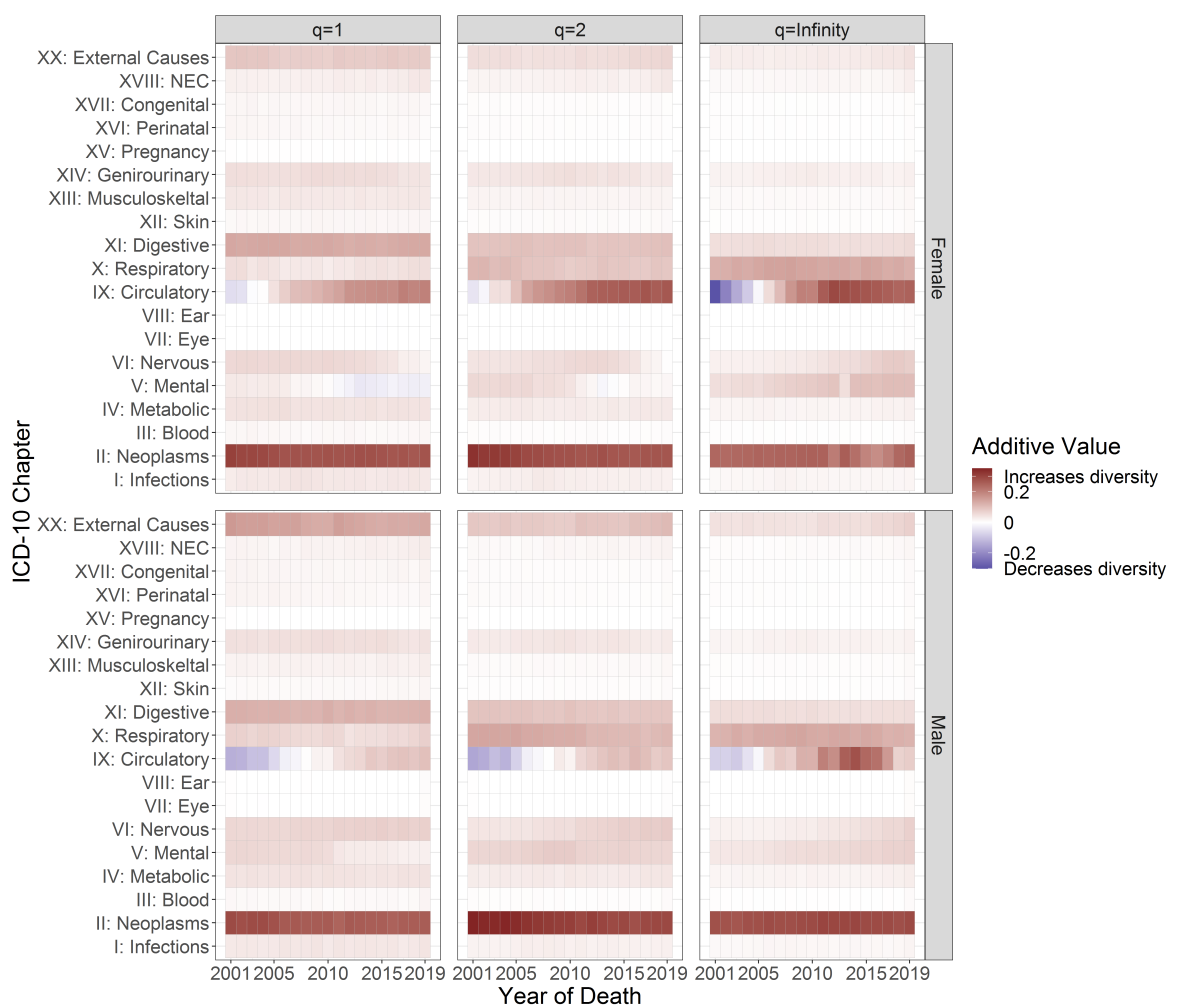 q=1 q=2 q=Infinity
XX: External Causes
XVIII: NEC
XVII: Congenital
XVI: Perinatal
XV: Pregnancy
XIV: Genirourinary
XIII: Musculoskeltal
XII: Skin
XI: Digestive
X: Respiratory
IX: Circulatory
VIII: Ear
VII: Eye
VI: Nervous
V: Mental
IV: Metabolic
III: Blood
II: Neoplasms
I: Infections
Female
XX: External Causes
XVIII: NEC
XVII: Congenital
XVI: Perinatal
XV: Pregnancy
XIV: Genirourinary
XIII: Musculoskeltal
XII: Skin
XI: Digestive
X: Respiratory
IX: Circulatory
VIII: Ear
VII: Eye
VI: Nervous
V: Mental
IV: Metabolic
III: Blood
II: Neoplasms
I: Infections
Male
ICD-10 Chapter
2001 2005 2010 2015 2019 2001 2005 2010 2015 2019 2001 2005 2010 2015 2019
Year of Death
Additive Value
Increases diversity
0.2
0
-0.2
Decreases diversity